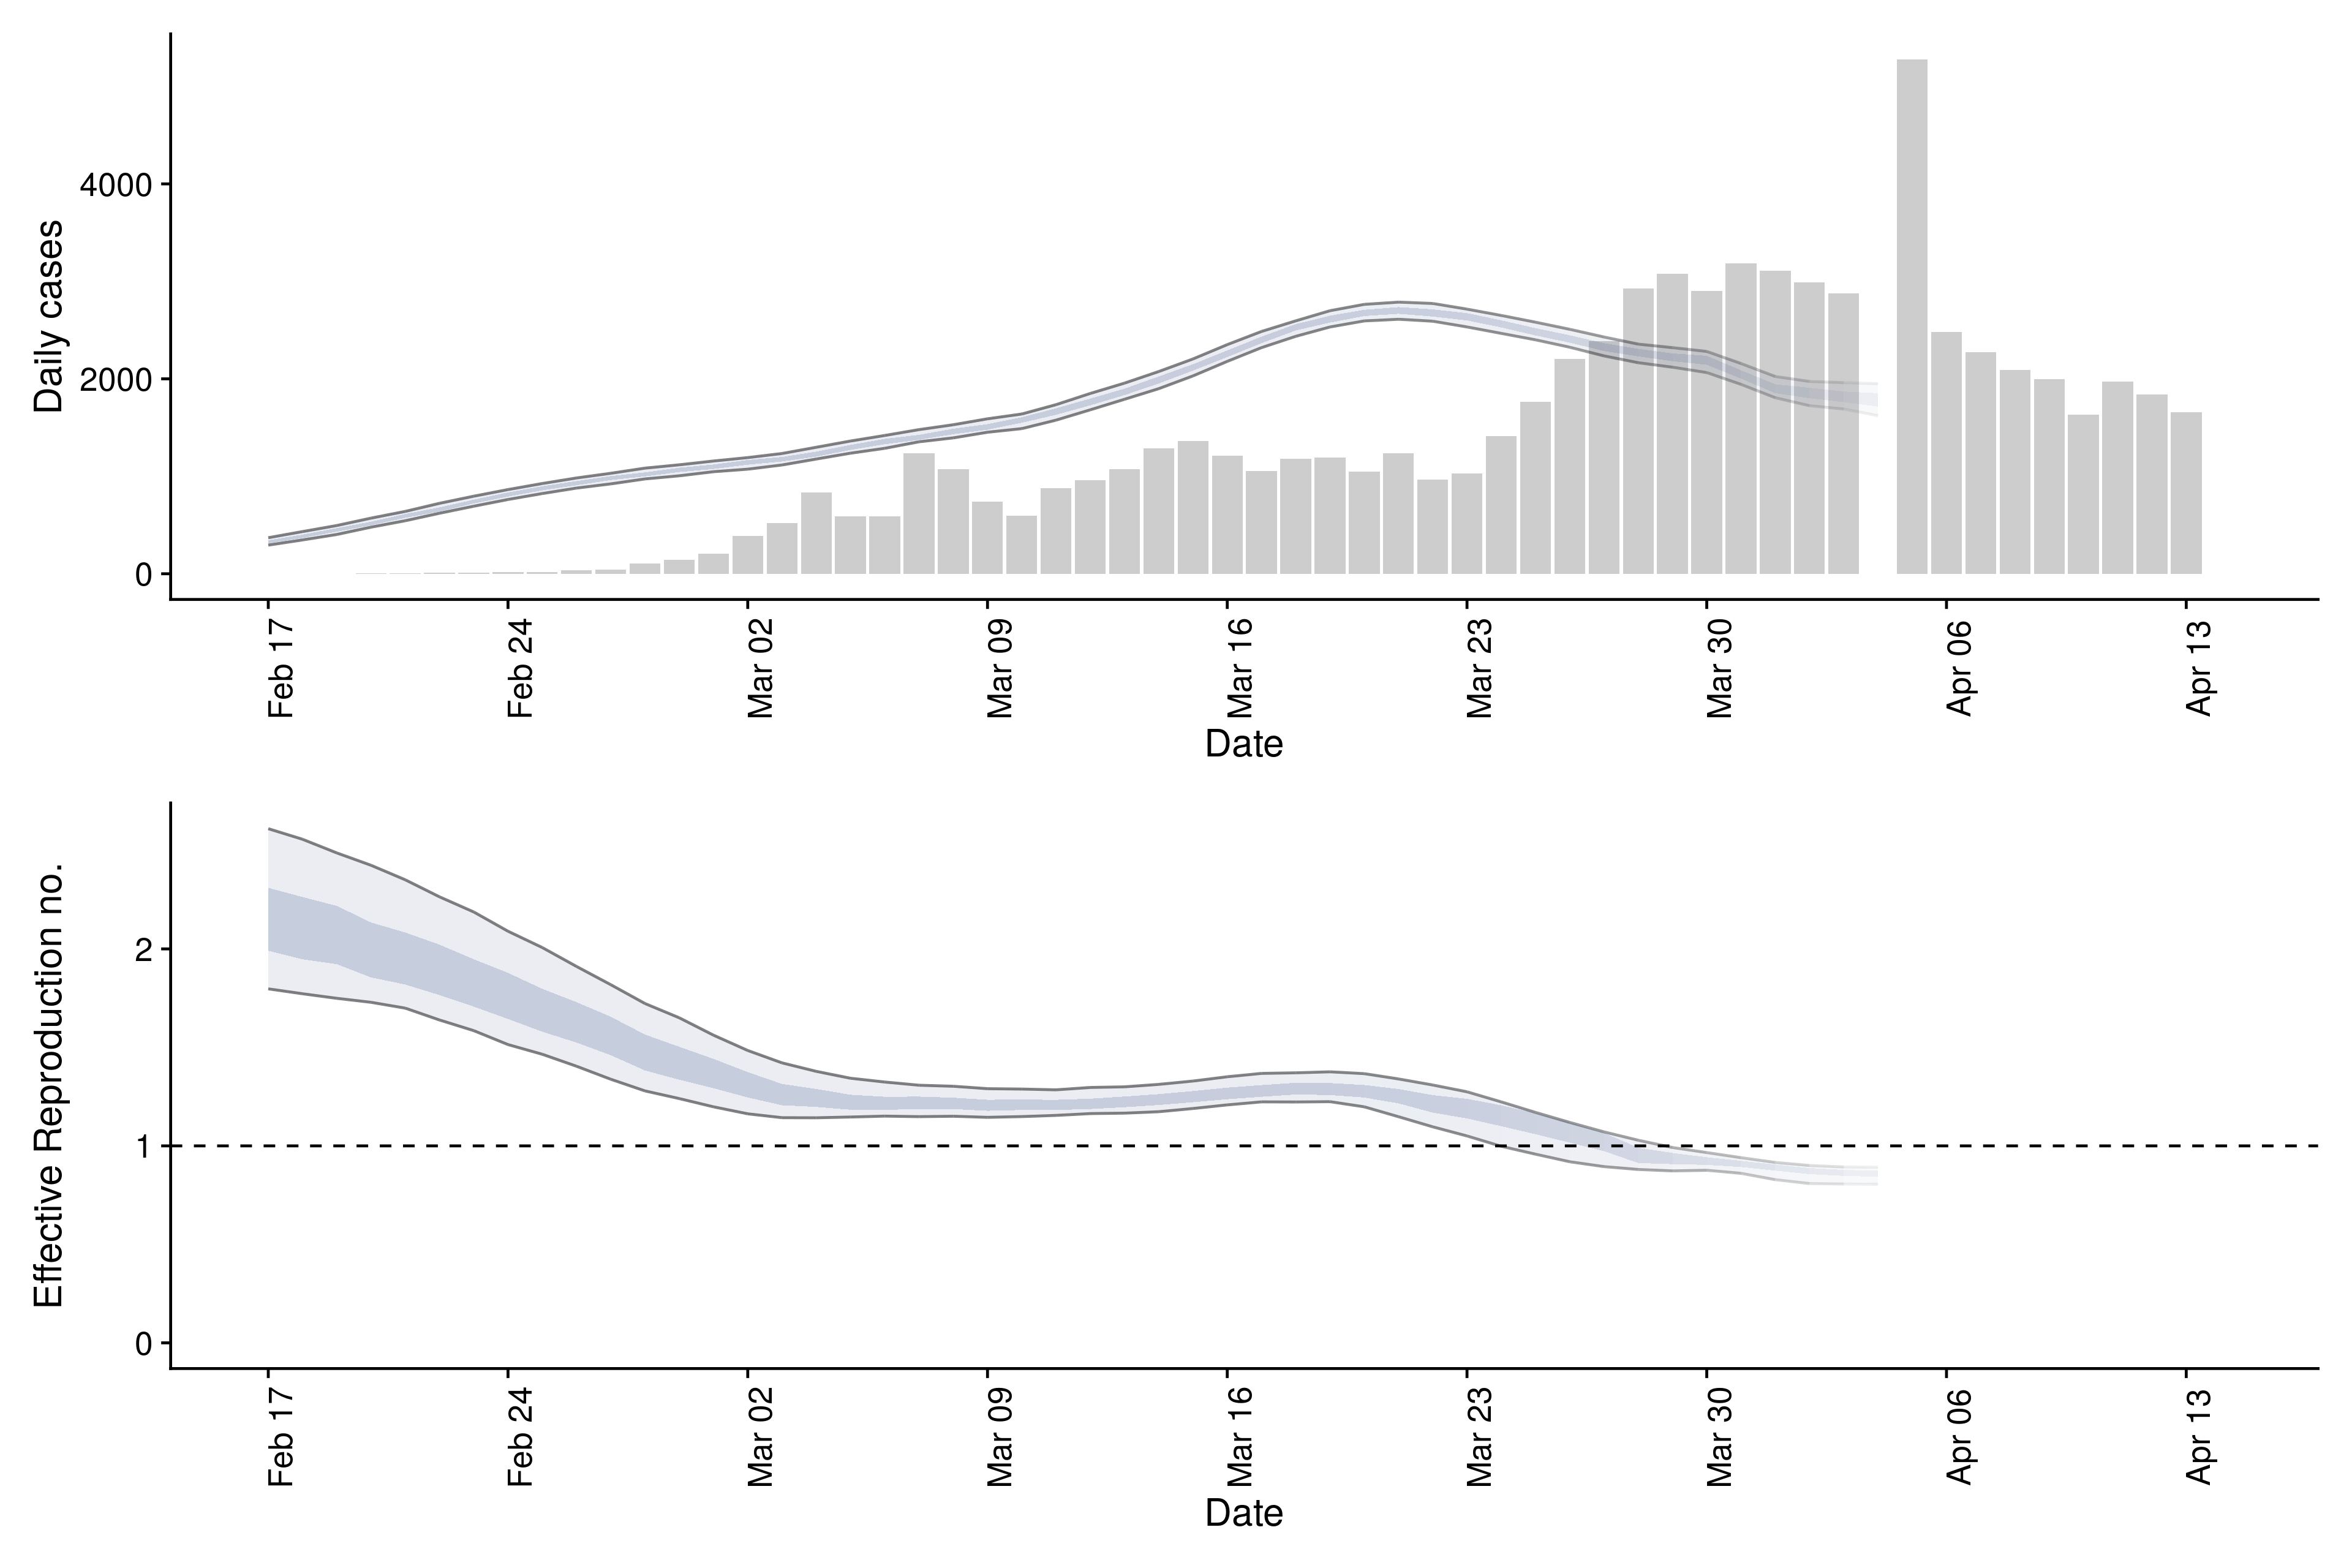 Daily cases
4000
2000
0
Feb 17
Feb 24
Mar 02
Mar 09
Mar 16
Mar 23
Mar 30
Apr 06
Apr 13
Date
Effective Reproduction no.
2
1
0
Feb 17
Feb 24
Mar 02
Mar 09
Mar 16
Mar 23
Mar 30
Apr 06
Apr 13
Date